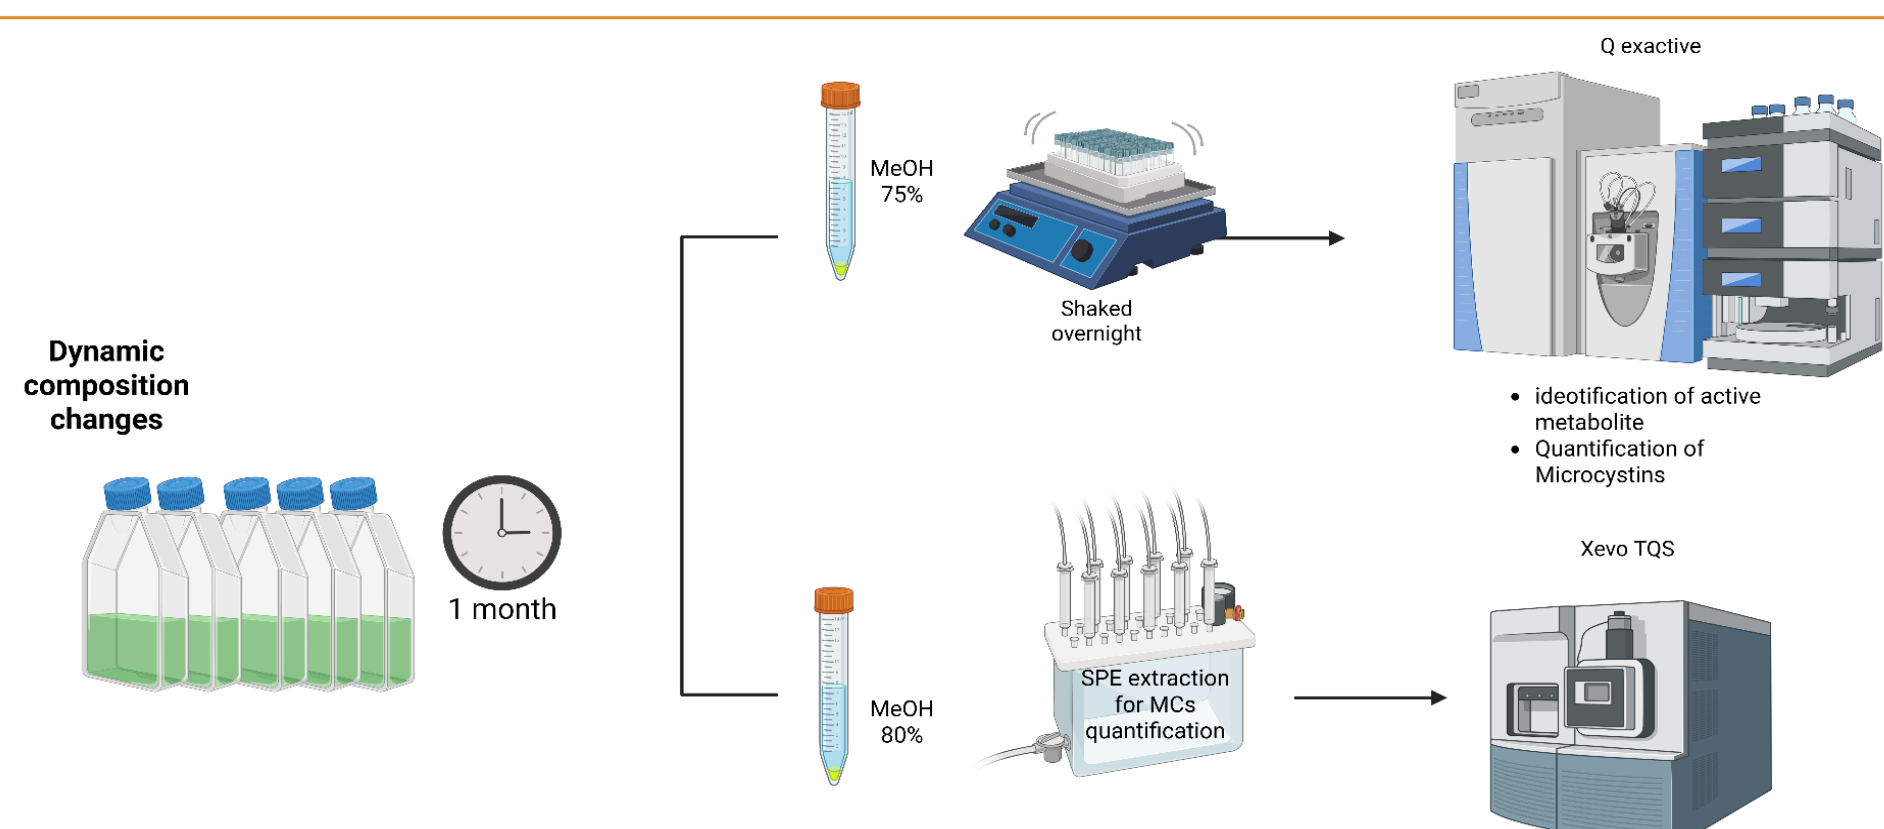 Q exactive
MeOH
75%
Shaked
overnight
Dynamic
composition
changes
• ideotification of active
metabolite
• Quantification of
Microcystins
1 month
Xevo TQS
SPE extraction
for MCs
quantification
MeOH
80%